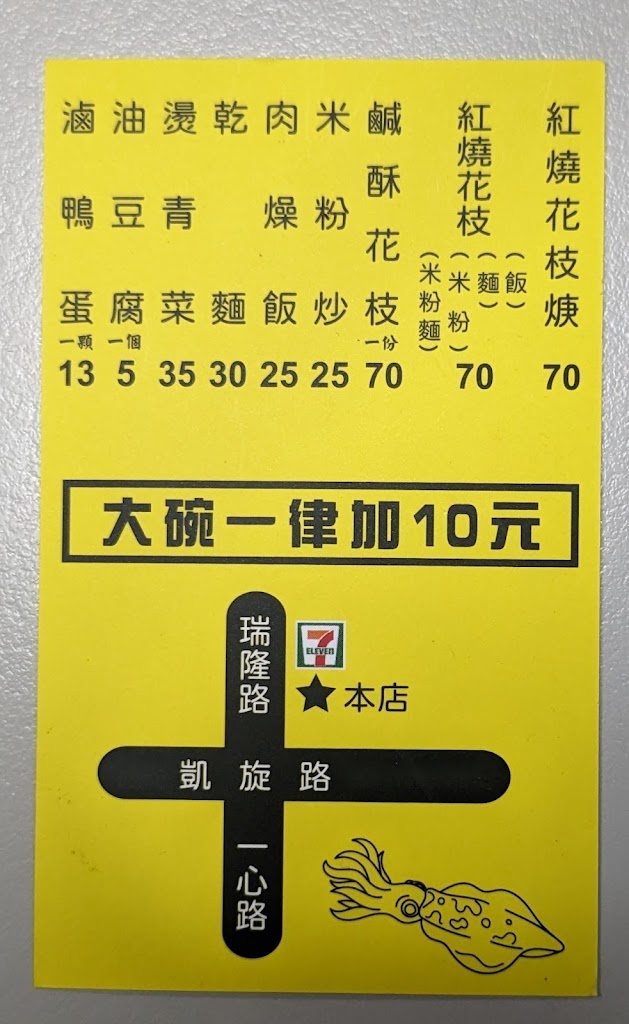 紅燒花枝焿 70
紅燒花枝 (飯) (麵) (米粉) (米粉麵) 70
鹹酥花枝 一份 70
米粉炒 25
肉燥飯 25
乾麵 30
燙青菜 35
油豆腐 一個 5
滷鴨蛋 一顆 13
大碗一律加10元
瑞隆路
7
ELEVEn
★本店
凱旋路
一心路